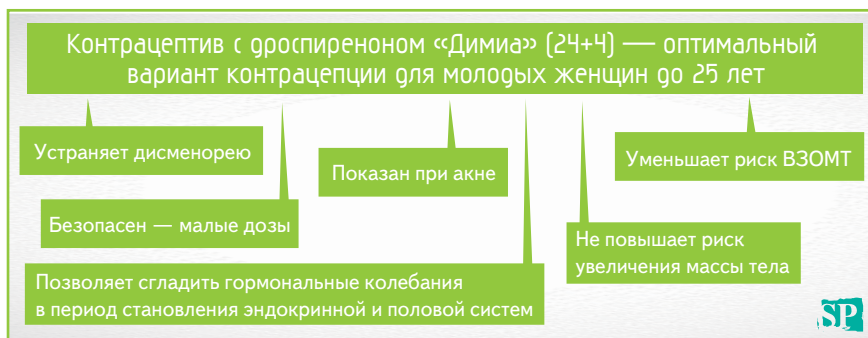 Контрацептив с дроспиреноном «Димиа» (24+4) — оптимальный
вариант контрацепции для молодых женщин до 25 лет
Устраняет дисменорею
Показан при акне
Уменьшает риск ВЗОМТ
Безопасен — малые дозы
Не повышает риск
увеличения массы тела
Позволяет сгладить гормональные колебания
в период становления эндокринной и половой систем
SP